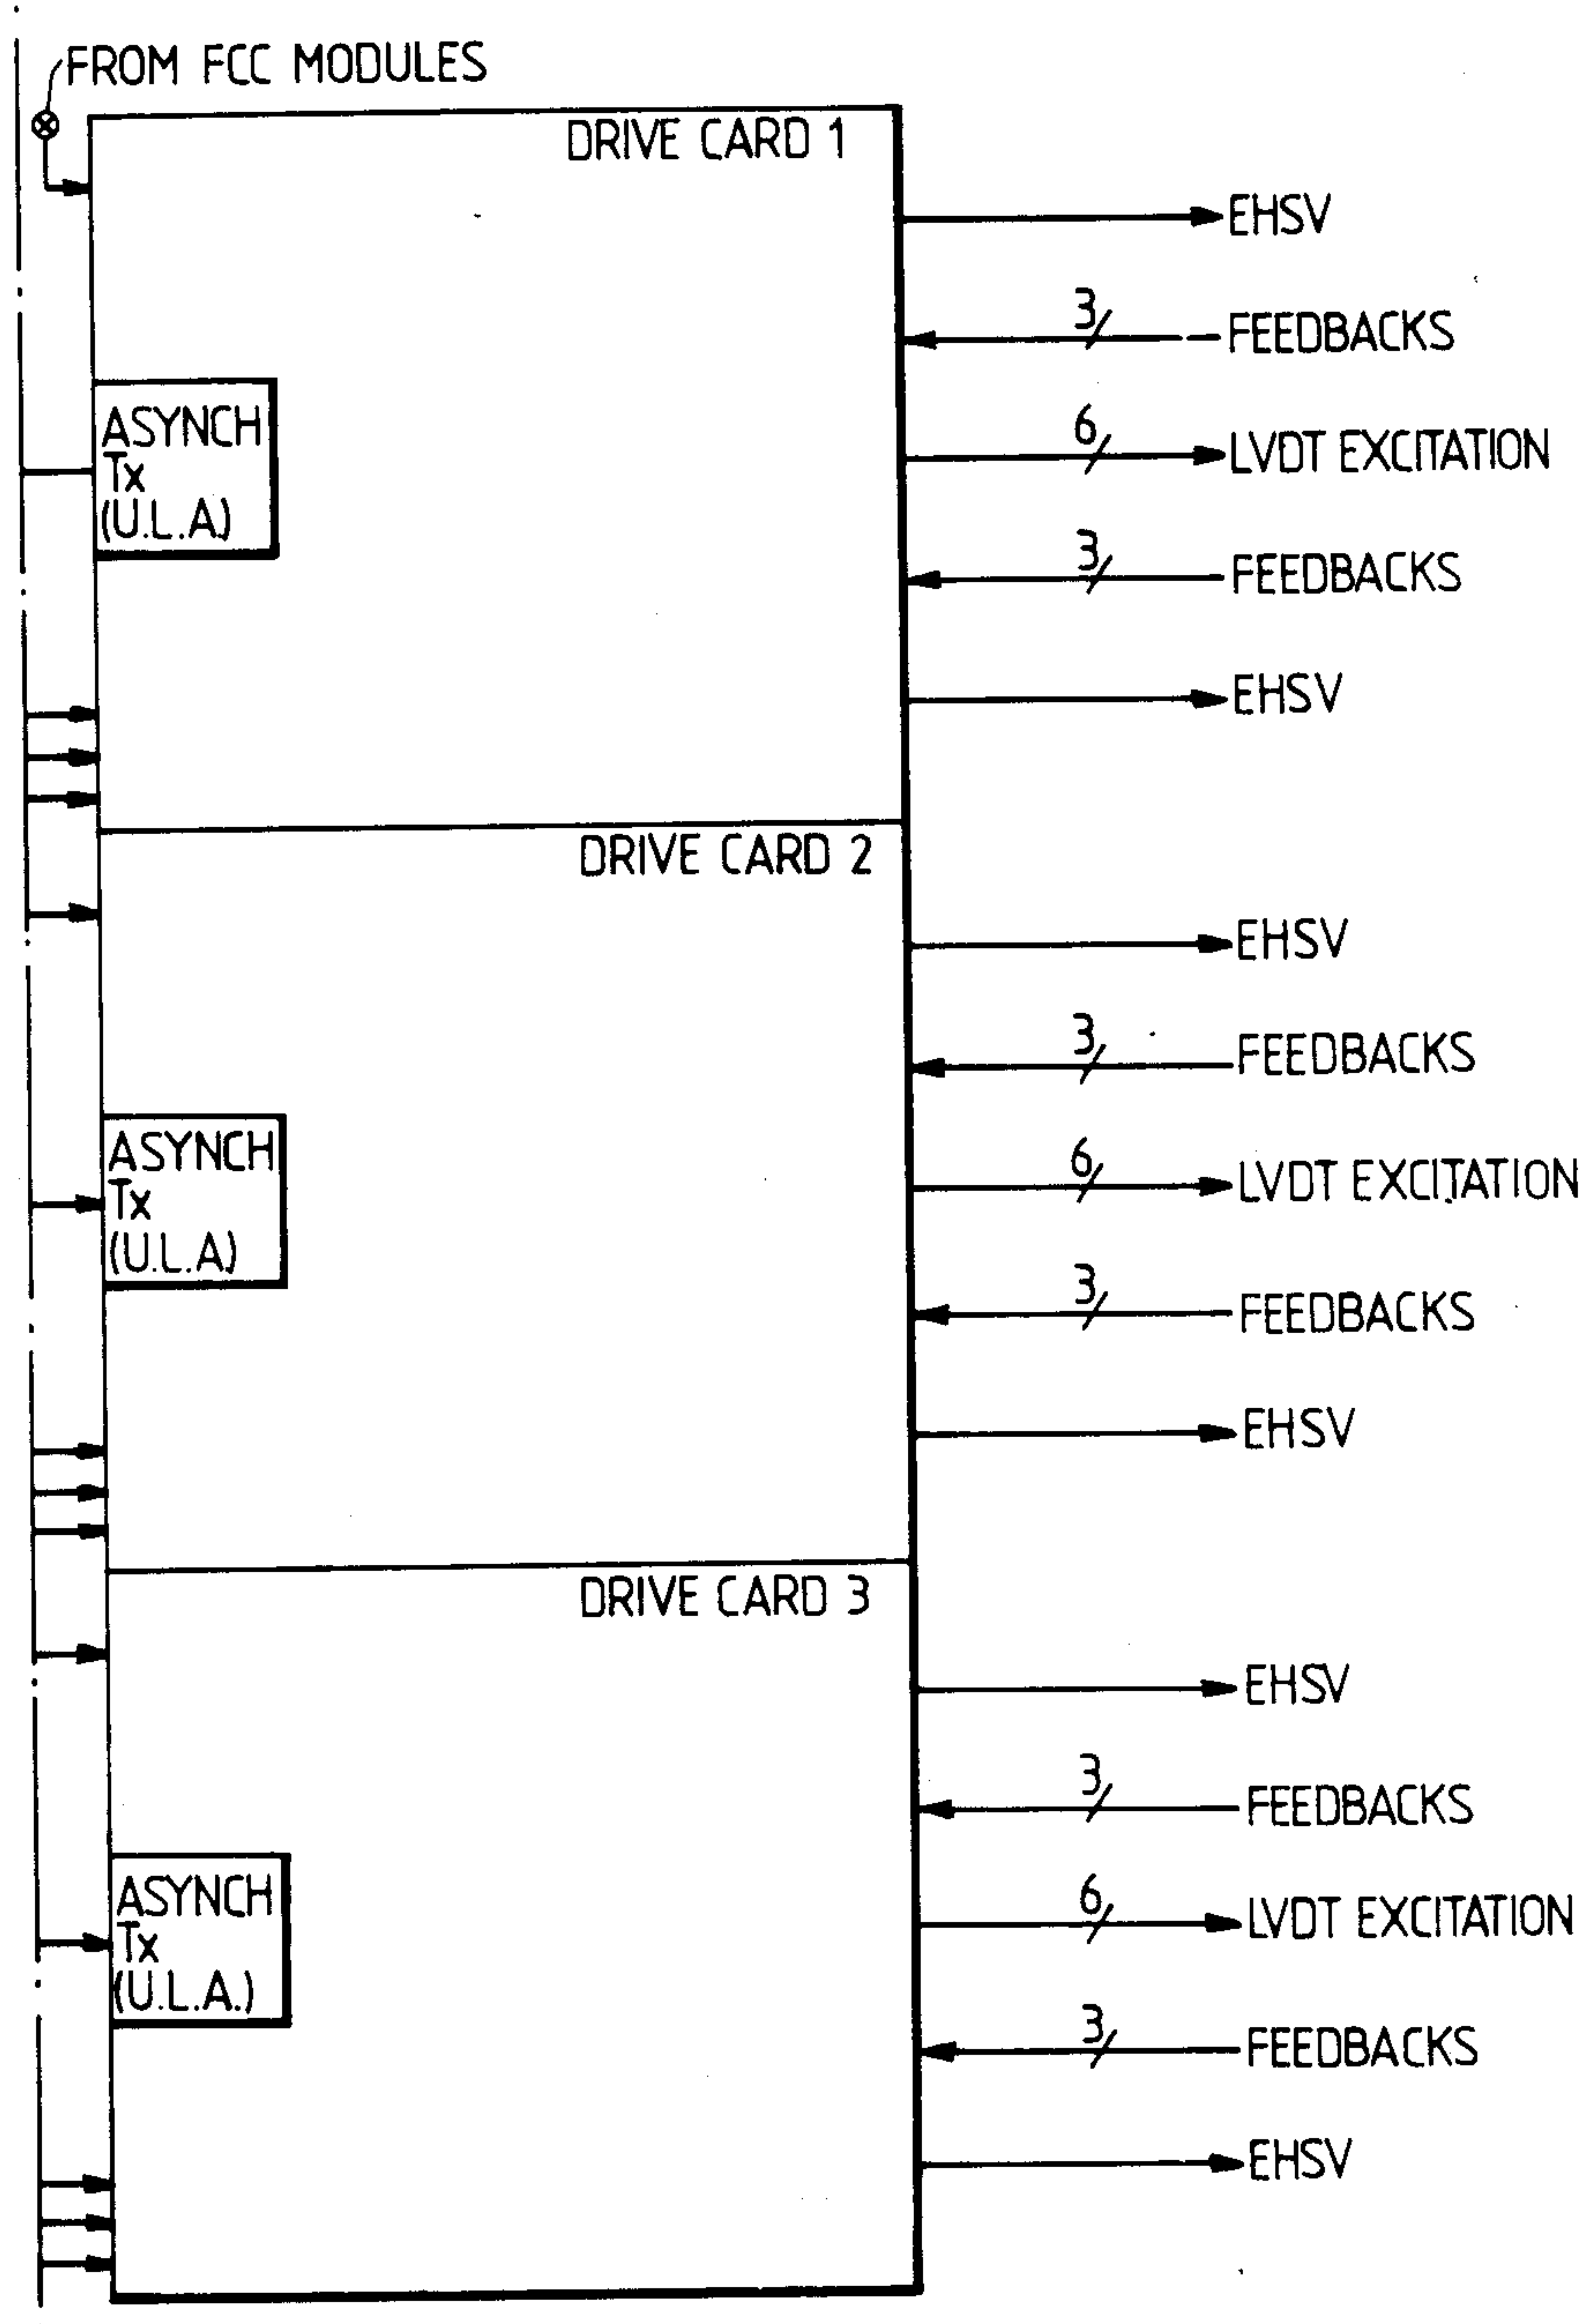 FROM FCC MODULES
DRIVE CARD 1
EHSV
3
FEEDBACKS
ASYNCH
Tx
(U.L.A)
6
LVDT EXCITATION
3
FEEDBACKS
EHSV
DRIVE CARD 2
EHSV
3
FEEDBACKS
ASYNCH
Tx
(U.L.A)
6
LVDT EXCITATION
3
FEEDBACKS
EHSV
DRIVE CARD 3
EHSV
3
FEEDBACKS
ASYNCH
Tx
(U.L.A.)
6
LVDT EXCITATION
3
FEEDBACKS
EHSV